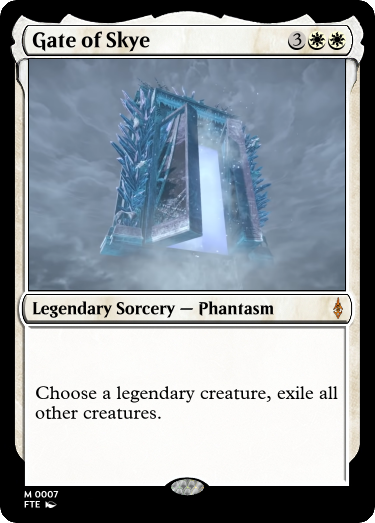 Gate of Skye 3
Legendary Sorcery — Phantasm
Choose a legendary creature, exile all
other creatures.
M 0007
FTE